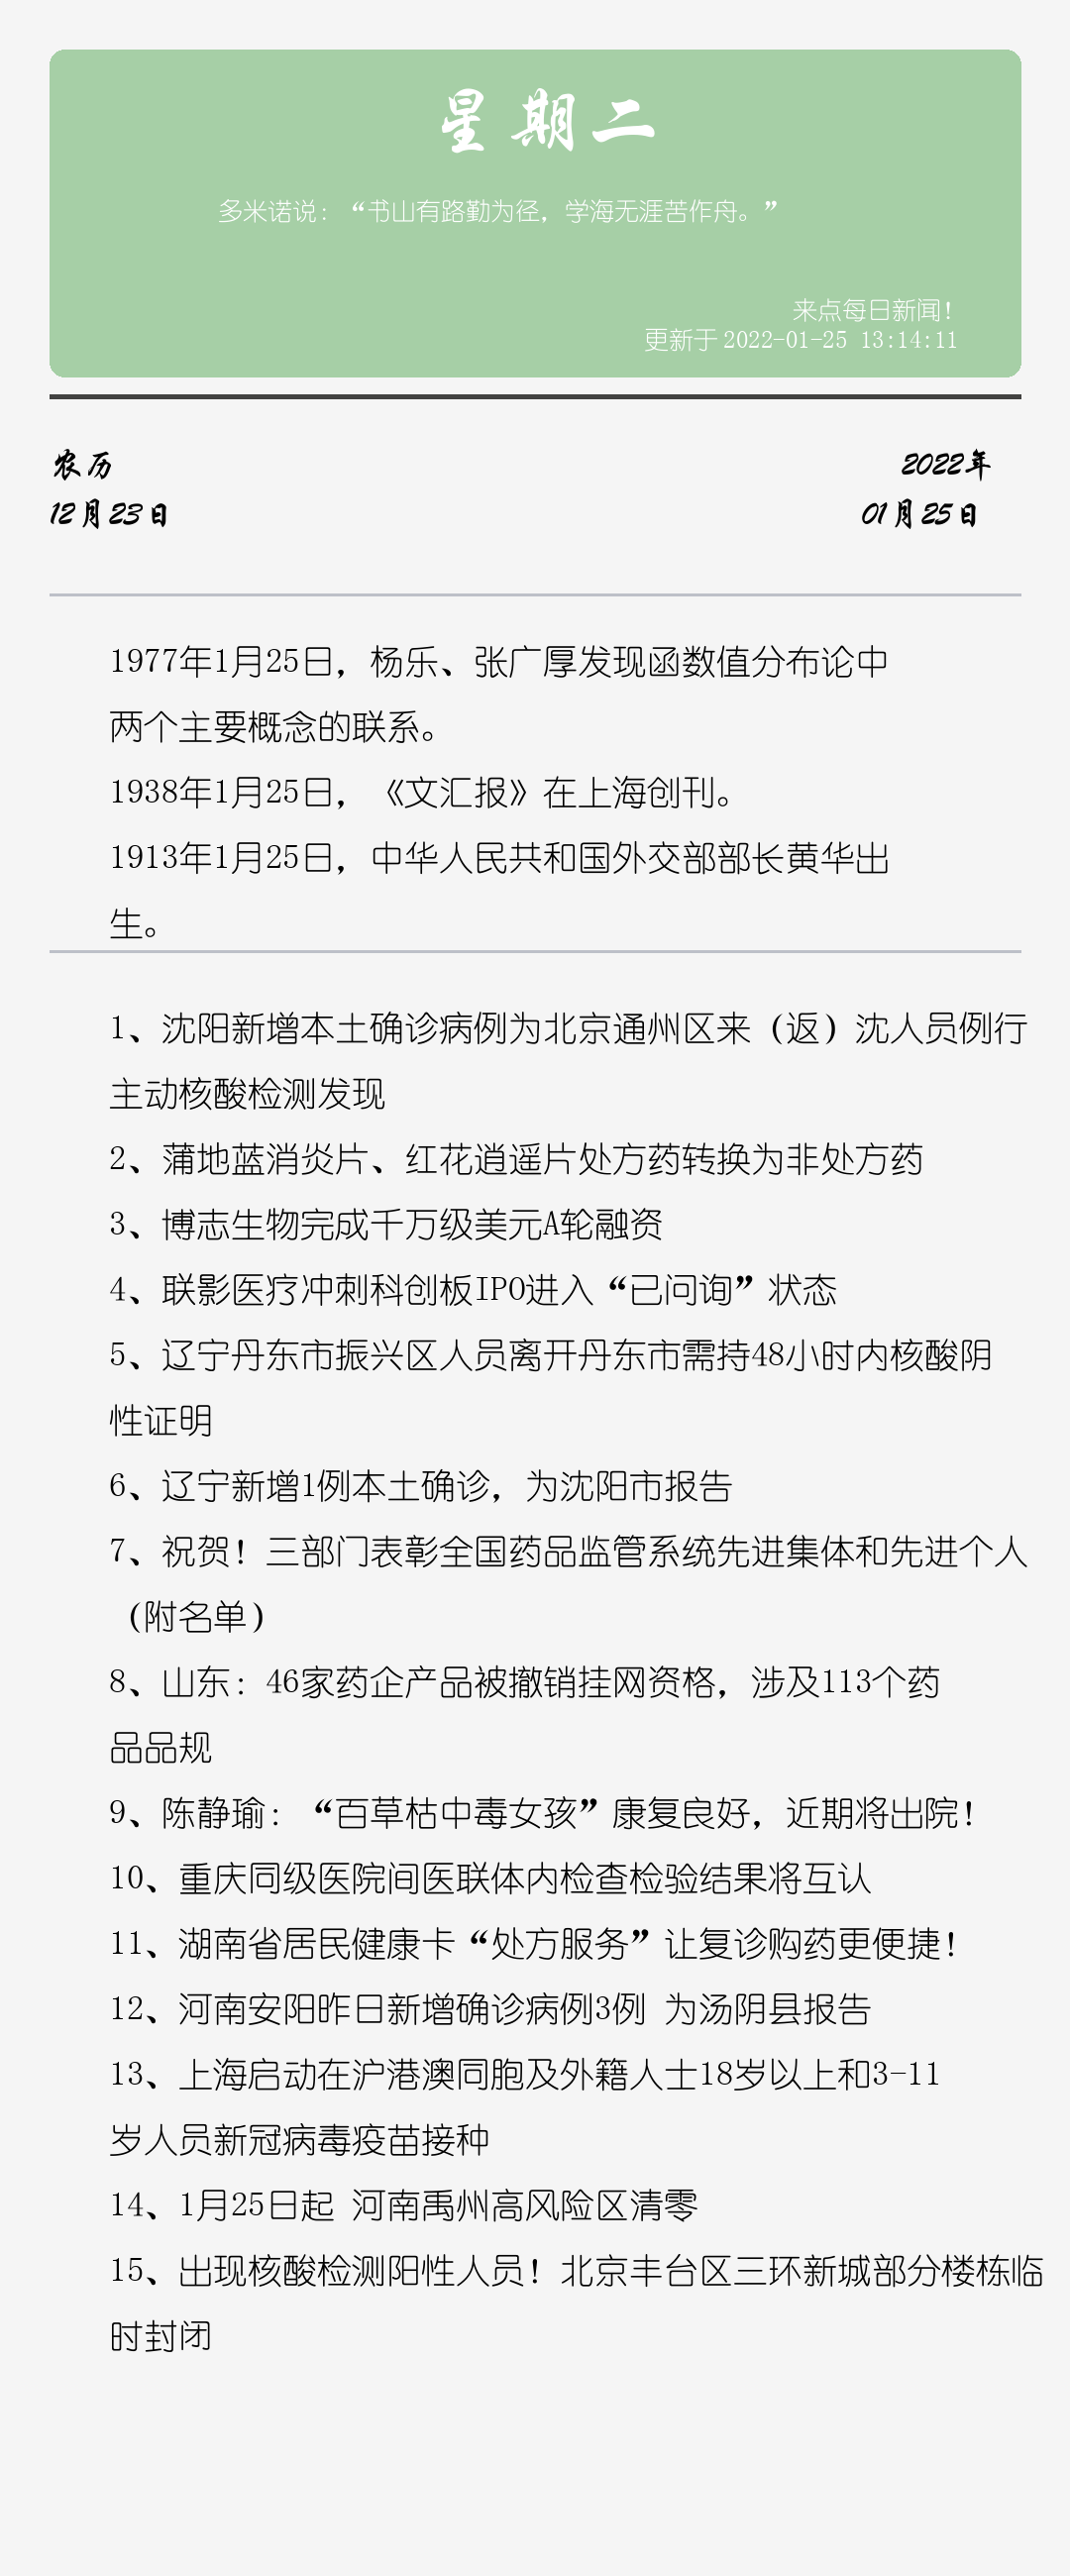 星期二
多米诺说：“书山有路勤为径，学海无涯苦作舟。”
来点每日新闻！
更新于 2022-01-25 13:14:11
农历
2022年
12月23日
01月25日
1977年1月25日，杨乐、张广厚发现函数值分布论中
两个主要概念的联系。
1938年1月25日，《文汇报》在上海创刊。
1913年1月25日，中华人民共和国外交部部长黄华出
生。
1、沈阳新增本土确诊病例为北京通州区来（返）沈人员例行
主动核酸检测发现
2、蒲地蓝消炎片、红花逍遥片处方药转换为非处方药
3、博志生物完成千万级美元A轮融资
4、联影医疗冲刺科创板IPO进入“已问询”状态
5、辽宁丹东市振兴区人员离开丹东市需持48小时内核酸阴
性证明
6、辽宁新增1例本土确诊，为沈阳市报告
7、祝贺！三部门表彰全国药品监管系统先进集体和先进个人
（附名单）
8、山东：46家药企产品被撤销挂网资格，涉及113个药
品品规
9、陈静瑜：“百草枯中毒女孩”康复良好，近期将出院！
10、重庆同级医院间医联体内检查检验结果将互认
11、湖南省居民健康卡“处方服务”让复诊购药更便捷！
12、河南安阳昨日新增确诊病例3例 为汤阴县报告
13、上海启动在沪港澳同胞及外籍人士18岁以上和3-11
岁人员新冠病毒疫苗接种
14、1月25日起 河南禹州高风险区清零
15、出现核酸检测阳性人员！北京丰台区三环新城部分楼栋临
时封闭